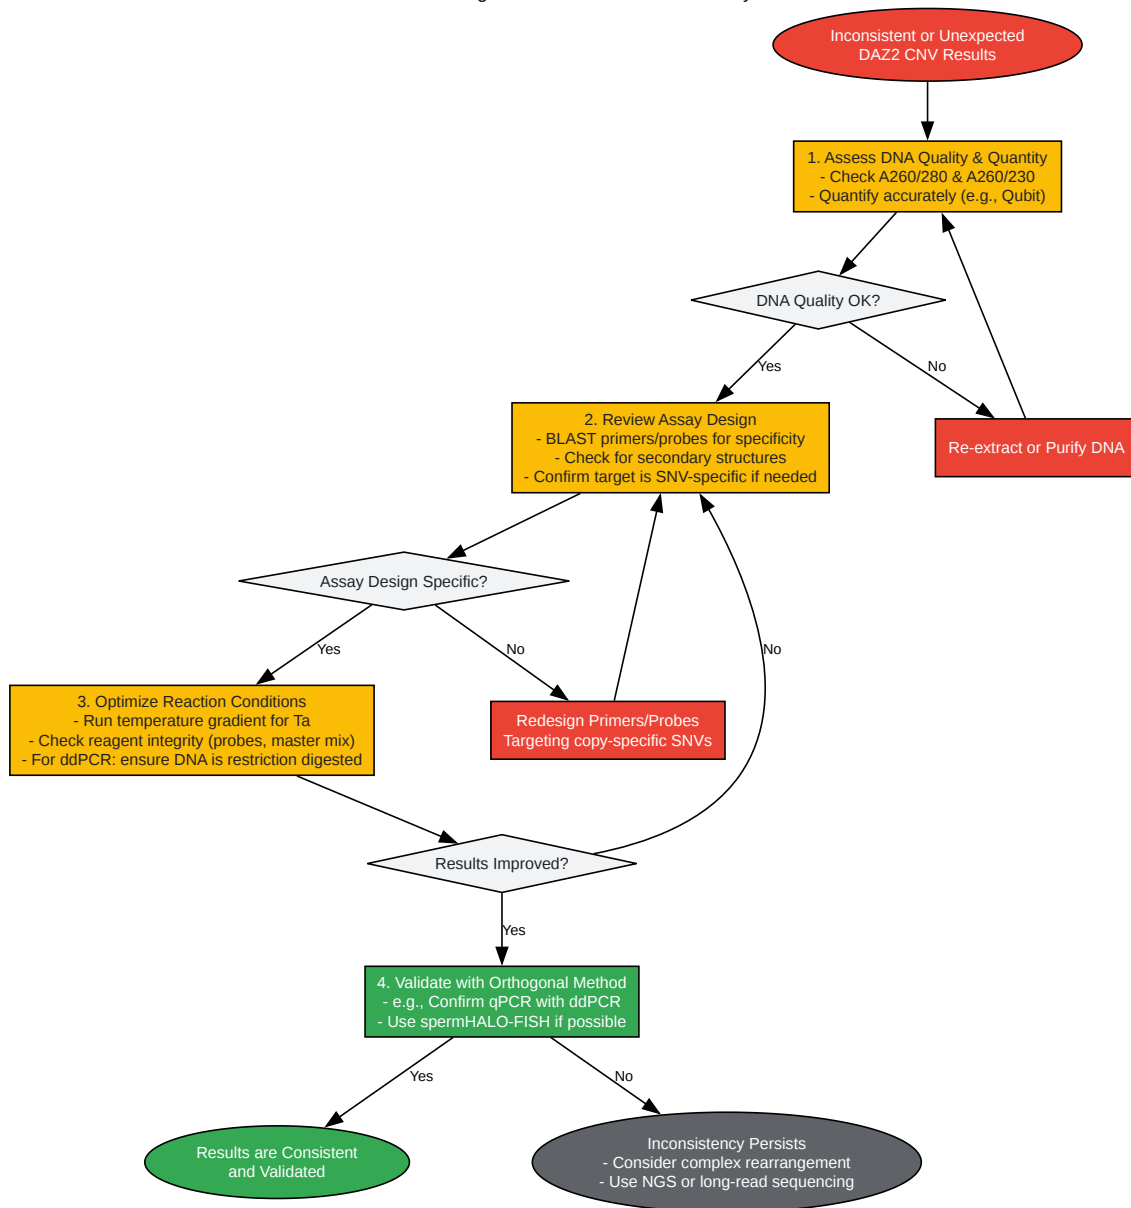 Inconsistent or Unexpected
DAZ2 CNV Results
1. Assess DNA Quality & Quantity
- Check A260/280 & A260/230
- Quantify accurately (e.g., Qubit)
DNA Quality OK?
Yes
No
2. Review Assay Design
- BLAST primers/probes for specificity
- Check for secondary structures
- Confirm target is SNV-specific if needed
Re-extract or Purify DNA
Assay Design Specific?
Yes
No
No
3. Optimize Reaction Conditions
- Run temperature gradient for Ta
- Check reagent integrity (probes, master mix)
- For ddPCR: ensure DNA is restriction digested
Redesign Primers/Probes
Targeting copy-specific SNVs
Results Improved?
Yes
4. Validate with Orthogonal Method
- e.g., Confirm qPCR with ddPCR
- Use spermHALO-FISH if possible
Yes
No
Results are Consistent
and Validated
Inconsistency Persists
- Consider complex rearrangement
- Use NGS or long-read sequencing